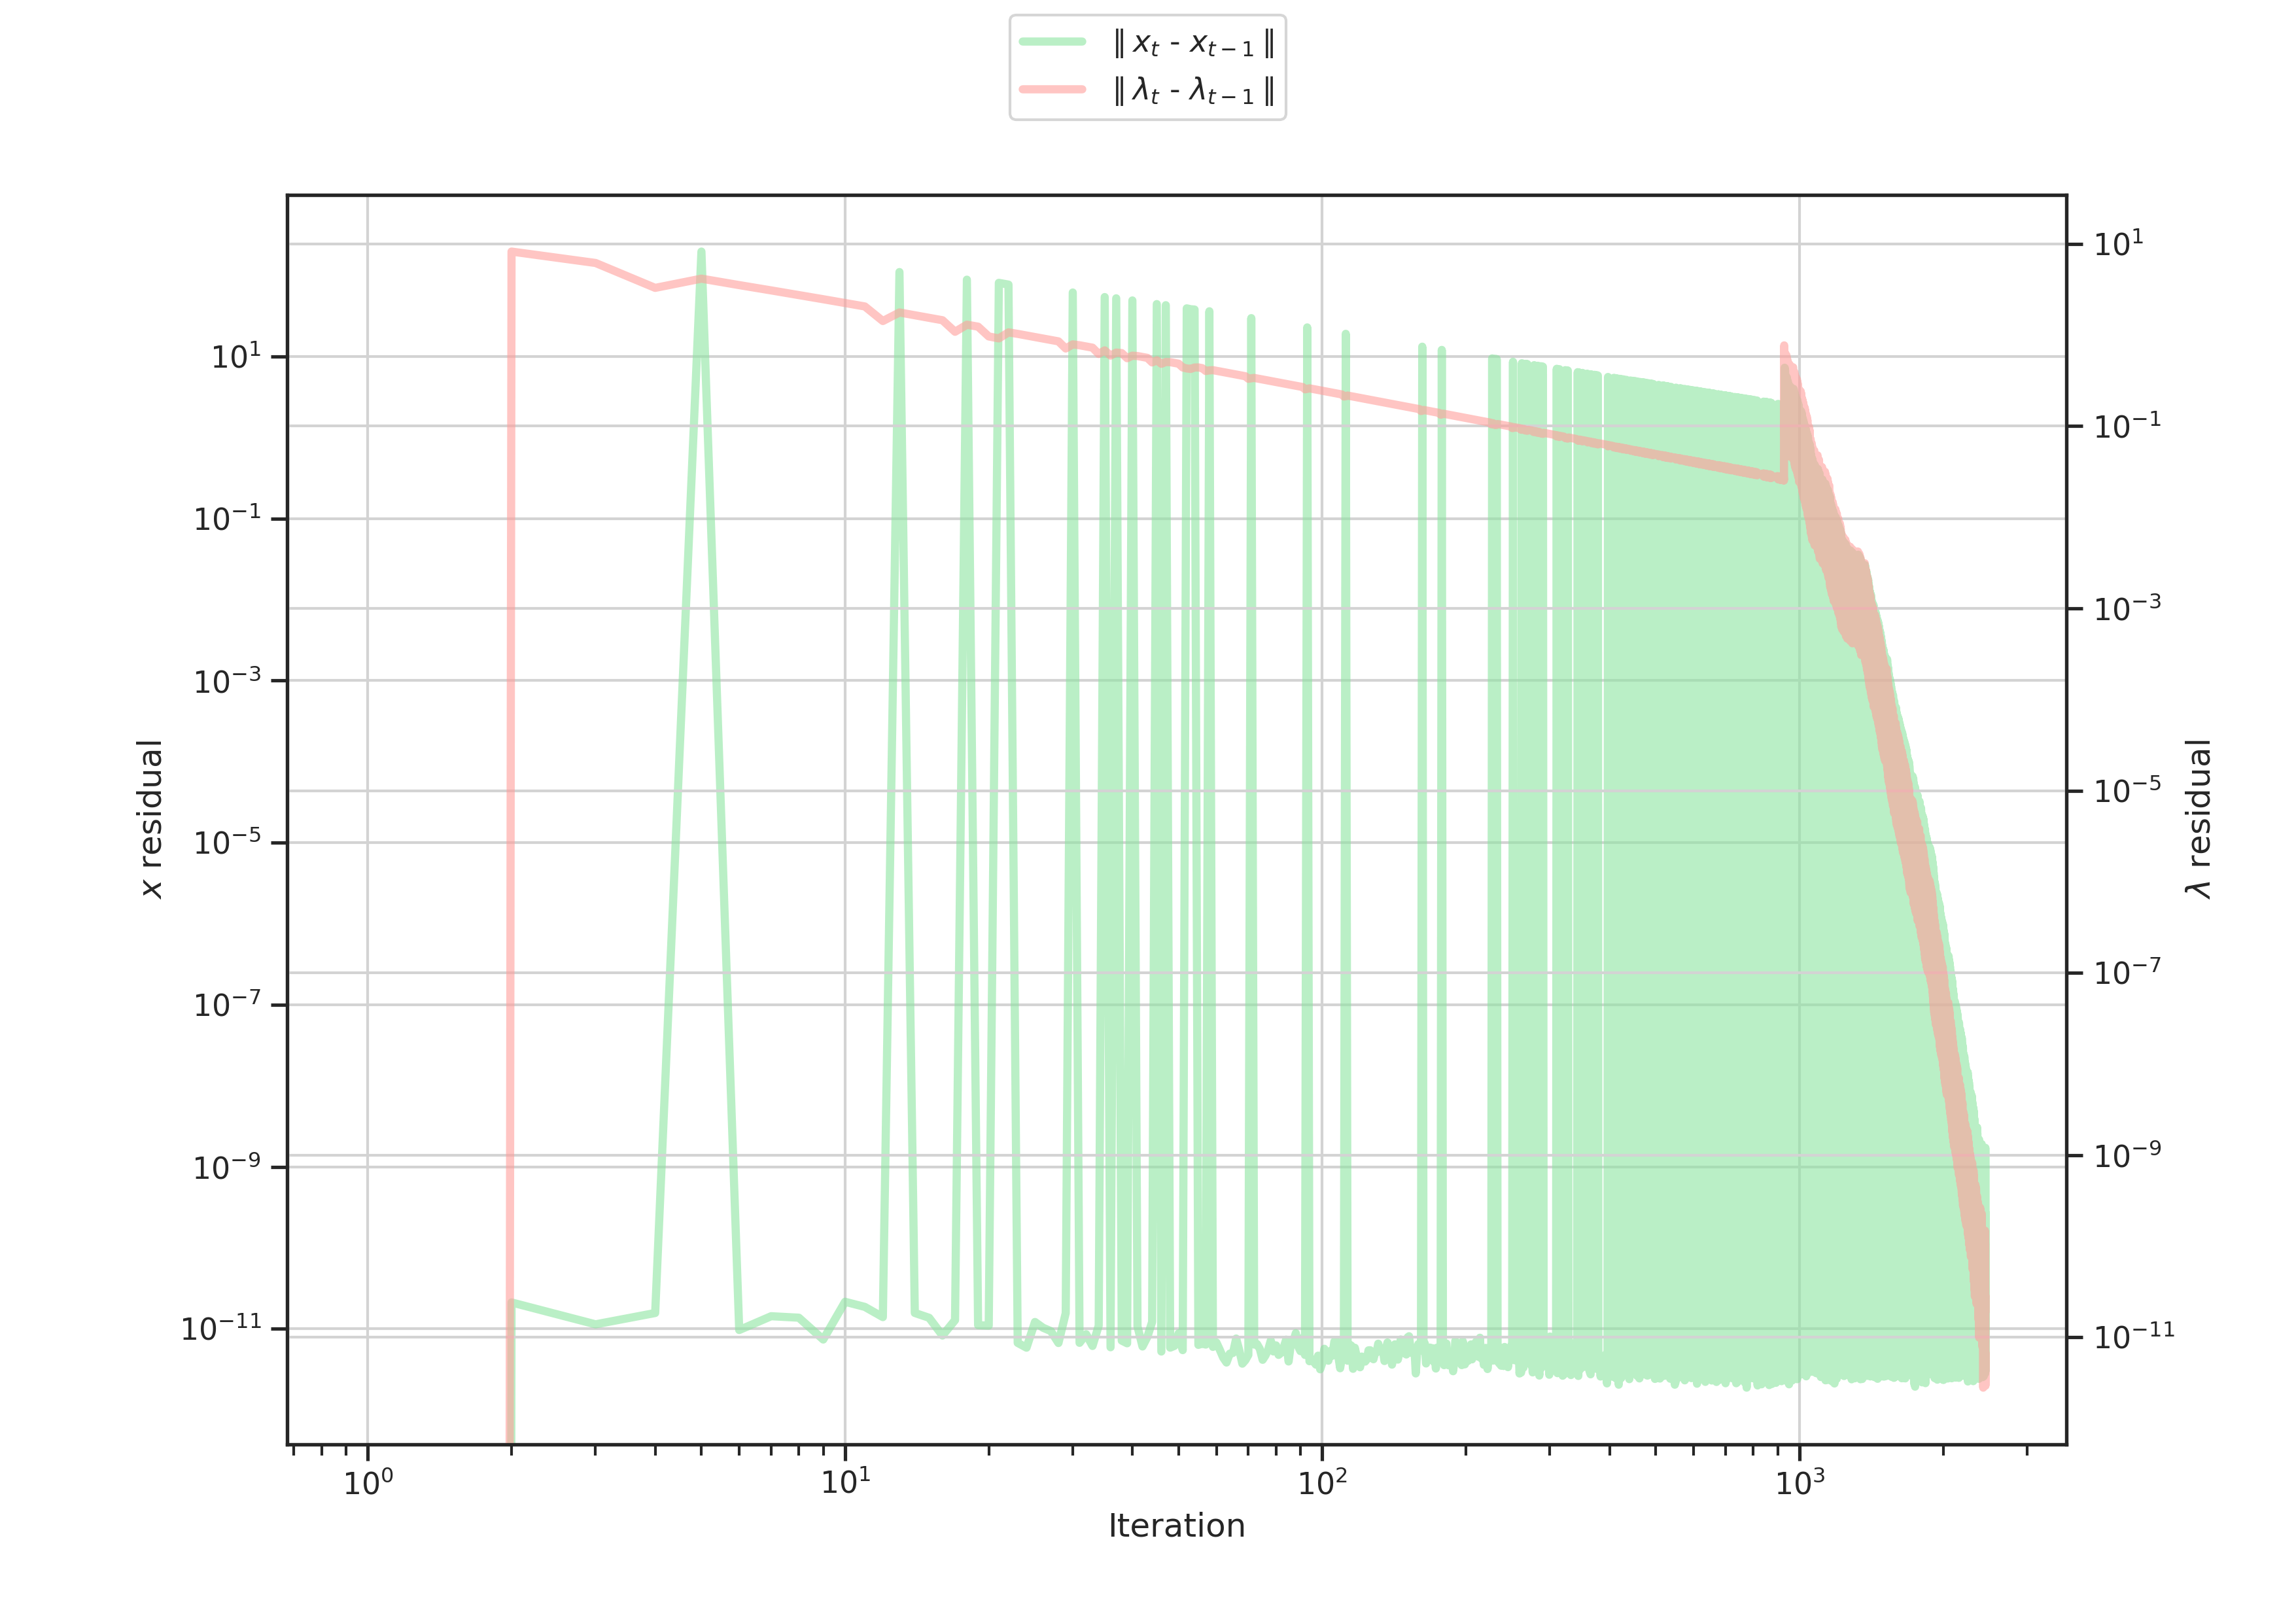 ‖ xₜ - xₜ₋₁ ‖
‖ λₜ - λₜ₋₁ ‖
10¹
10⁻¹
10⁻³
10⁻⁵
10⁻⁷
10⁻⁹
10⁻¹¹
x residual
10¹
10⁻¹
10⁻³
10⁻⁵
10⁻⁷
10⁻⁹
10⁻¹¹
λ residual
10⁰ 10¹ 10² 10³
Iteration